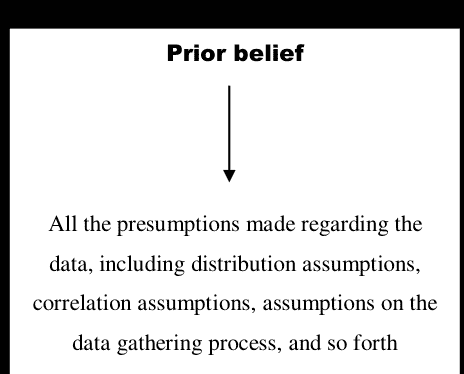 Prior belief
All the presumptions made regarding the
data, including distribution assumptions,
correlation assumptions, assumptions on the
data gathering process, and so forth